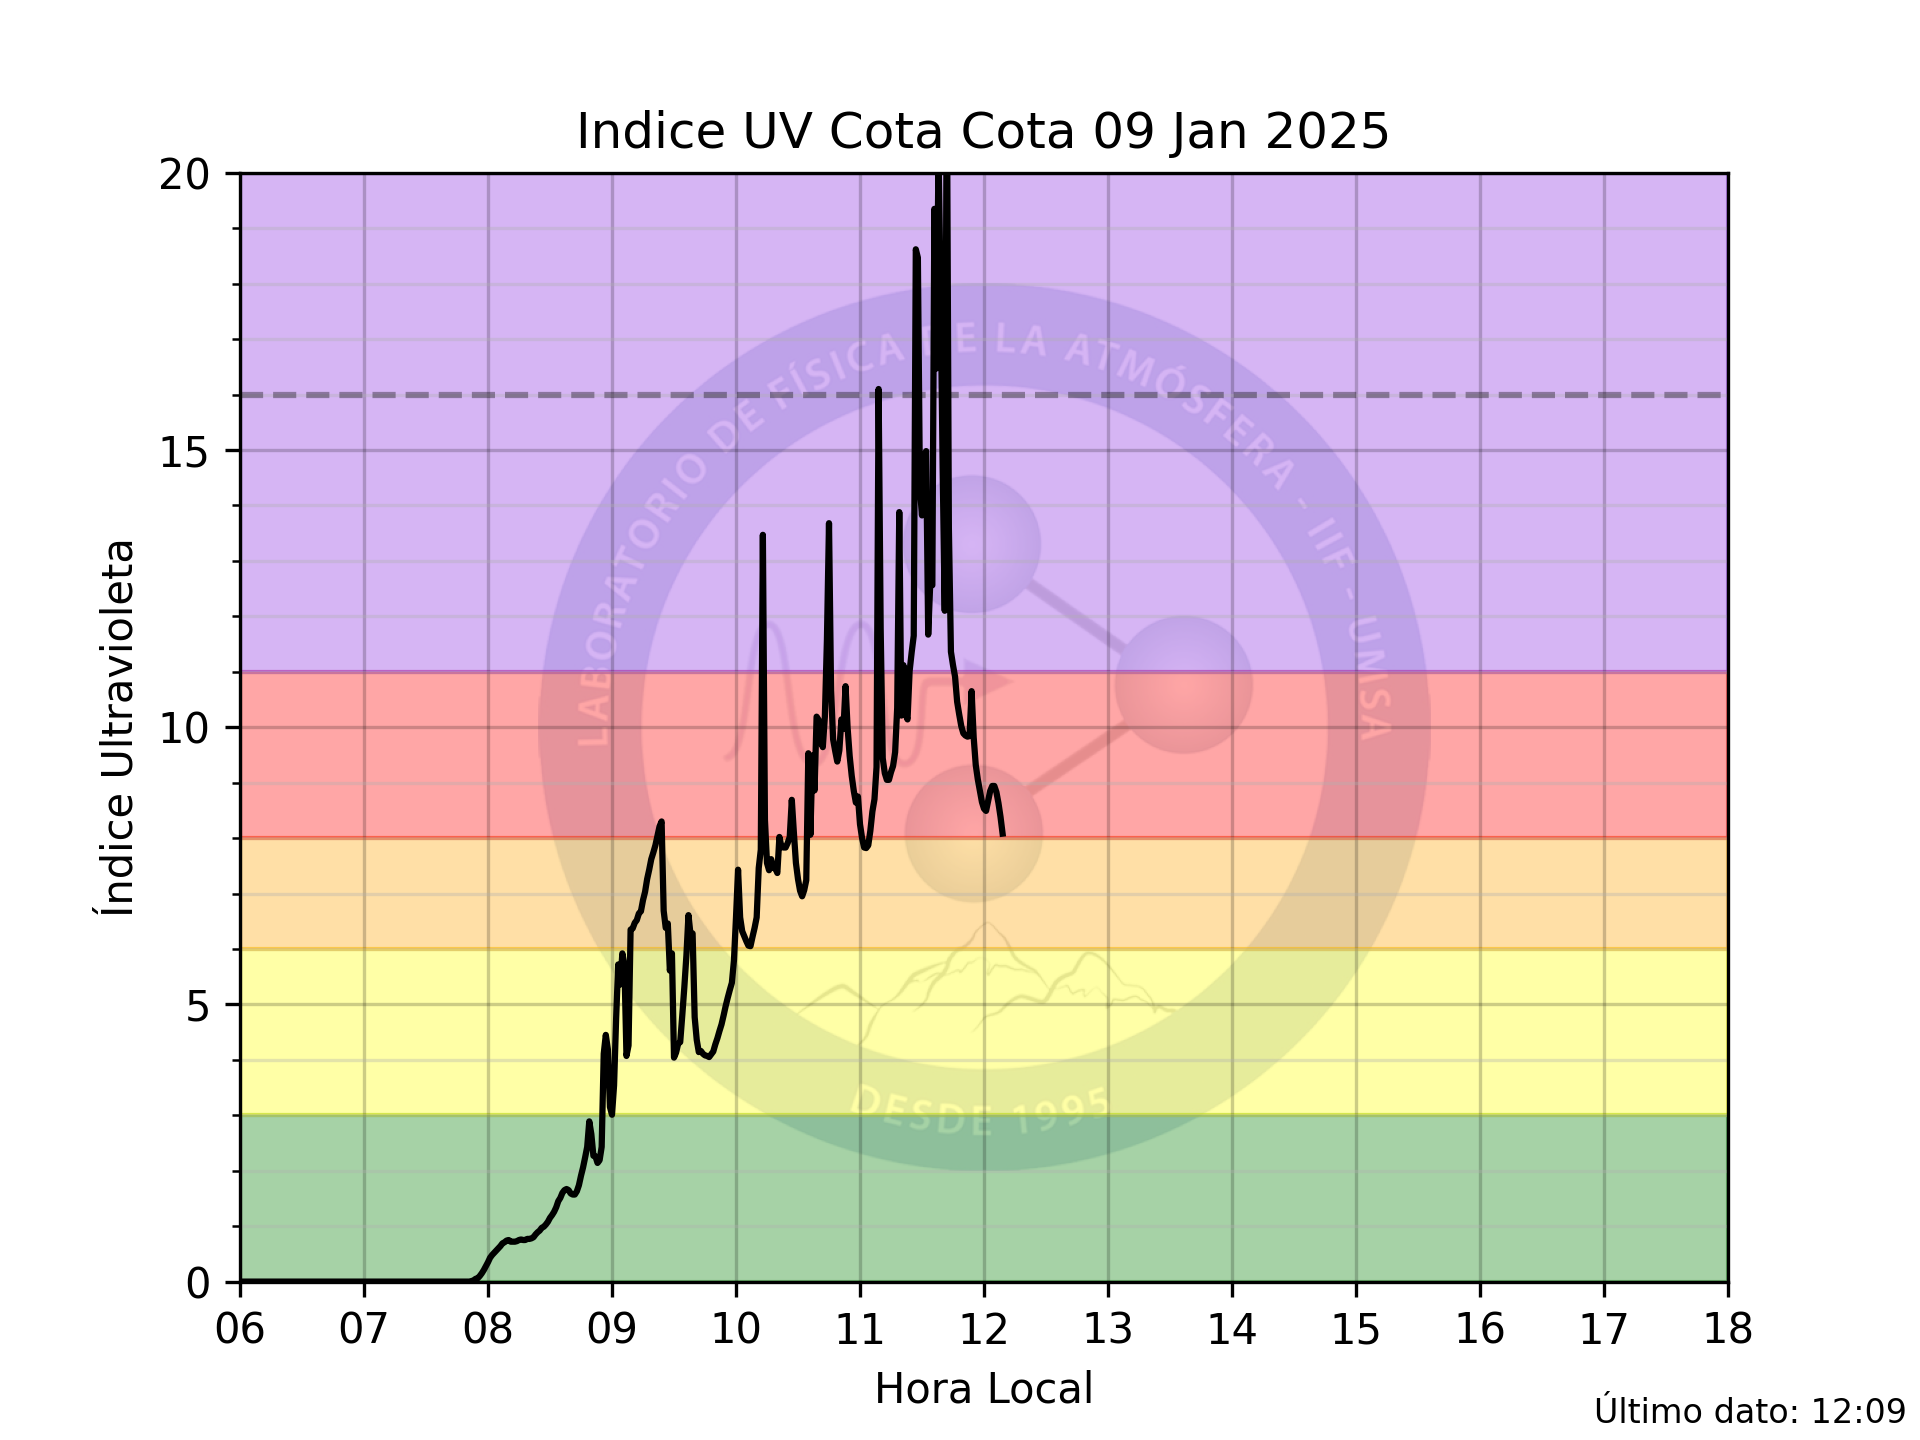 Indice UV Cota Cota 09 Jan 2025
20
15
10
5
0
Índice Ultravioleta
LABORATORIO DE FÍSICA DE LA ATMÓSFERA - IIF - UMSA
DESDE 1995
06 07 08 09 10 11 12 13 14 15 16 17 18
Hora Local
Último dato: 12:09